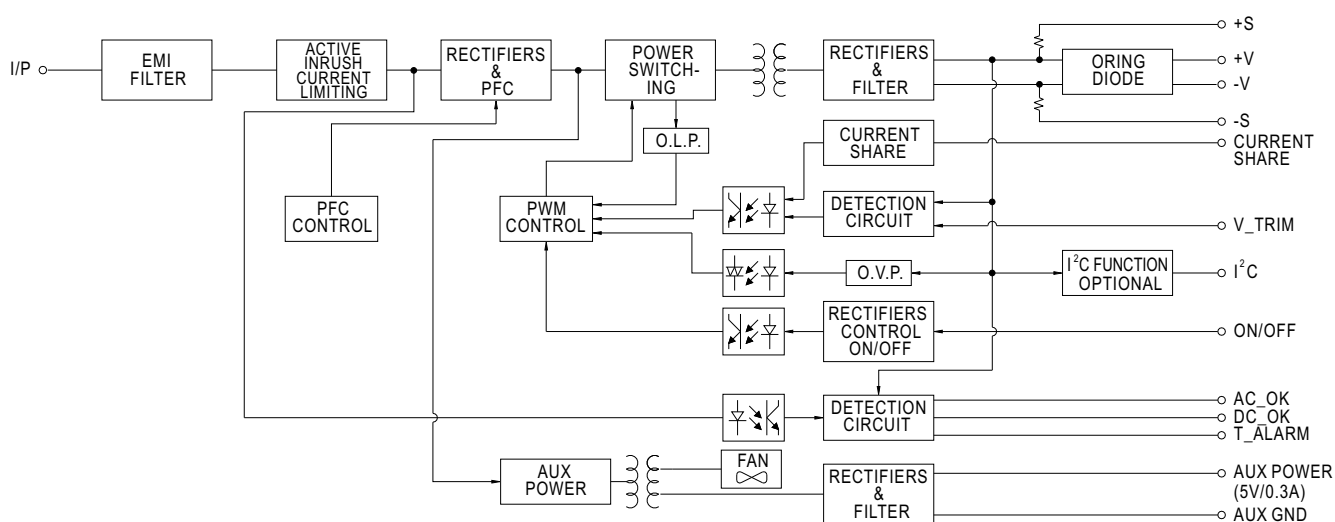 +S
I/P
EMI
FILTER
ACTIVE
INRUSH
CURRENT
LIMITING
RECTIFIERS
&
PFC
POWER
SWITCH-
ING
RECTIFIERS
&
FILTER
ORING
DIODE
+V
-V
-S
O.L.P.
CURRENT
SHARE
CURRENT
SHARE
PFC
CONTROL
PWM
CONTROL
DETECTION
CIRCUIT
V_TRIM
O.V.P.
I²C FUNCTION
OPTIONAL
I²C
RECTIFIERS
CONTROL
ON/OFF
ON/OFF
DETECTION
CIRCUIT
AC_OK
DC_OK
T_ALARM
AUX
POWER
FAN
RECTIFIERS
&
FILTER
AUX POWER
(5V/0.3A)
AUX GND